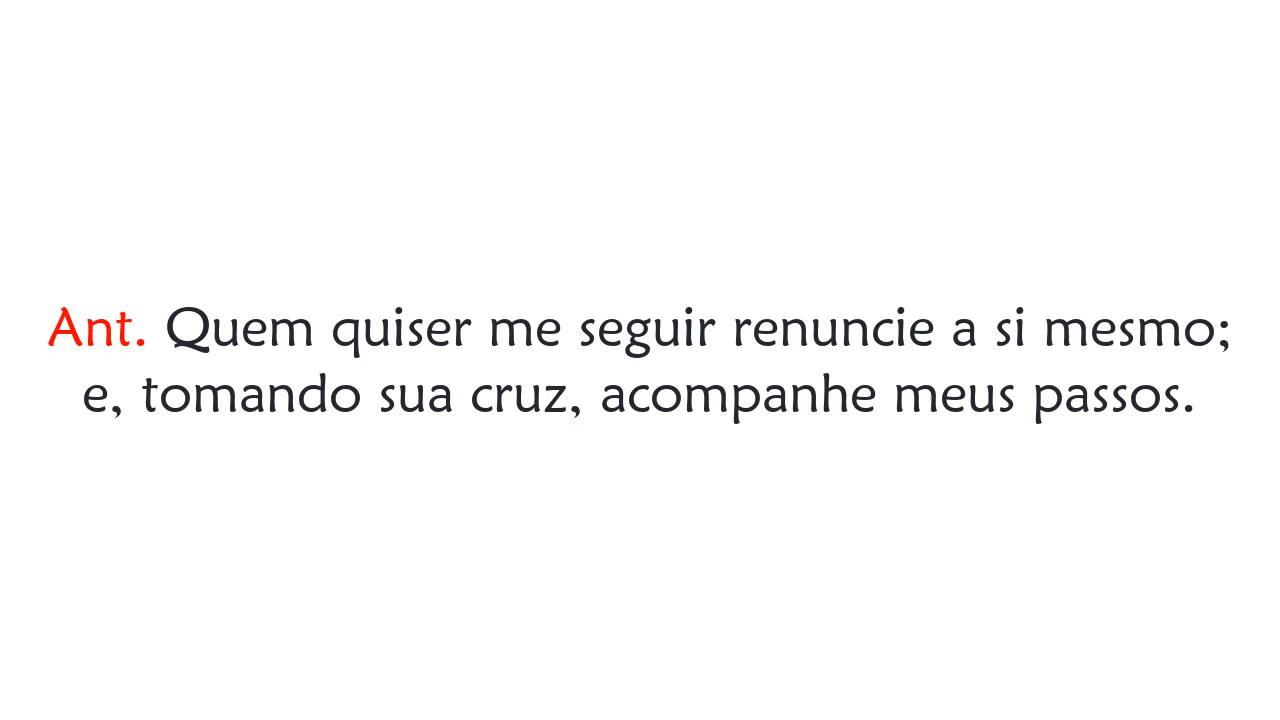 Ant. Quem quiser me seguir renuncie a si mesmo;
e, tomando sua cruz, acompanhe meus passos.